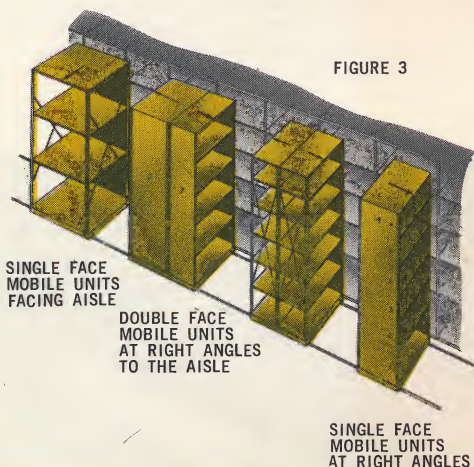 FIGURE 3
SINGLE FACE
MOBILE UNITS
FACING AISLE
DOUBLE FACE
MOBILE UNITS
AT RIGHT ANGLES
TO THE AISLE
SINGLE FACE
MOBILE UNITS
AT RIGHT ANGLES